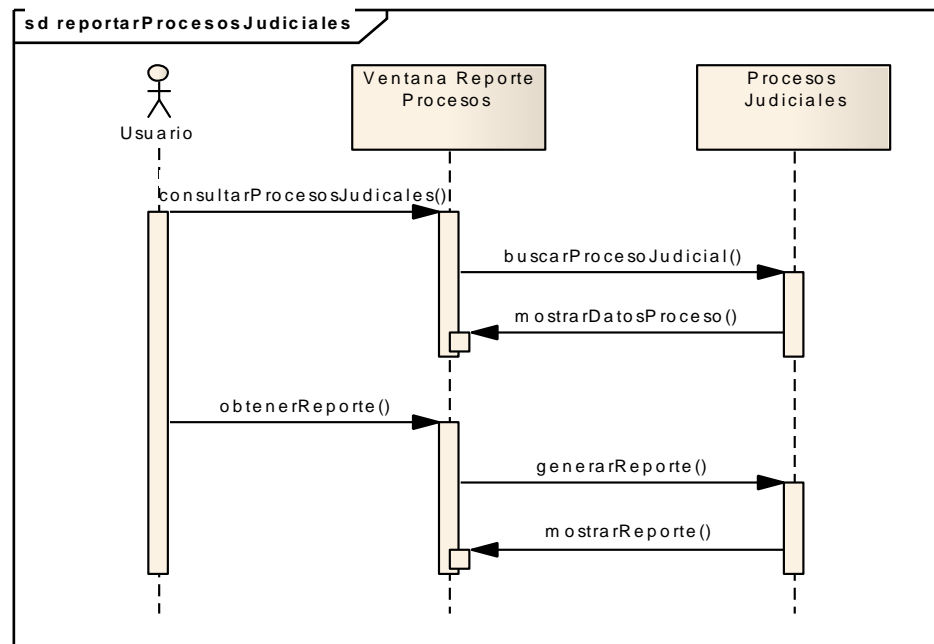 sd reportarProcesosJudiciales
Usuario
Ventana Reporte
Procesos
Procesos
Judiciales
consultarProcesosJudicales()
buscarProcesoJudicial()
mostrarDatosProceso()
obtenerReporte()
generarReporte()
mostrarReporte()